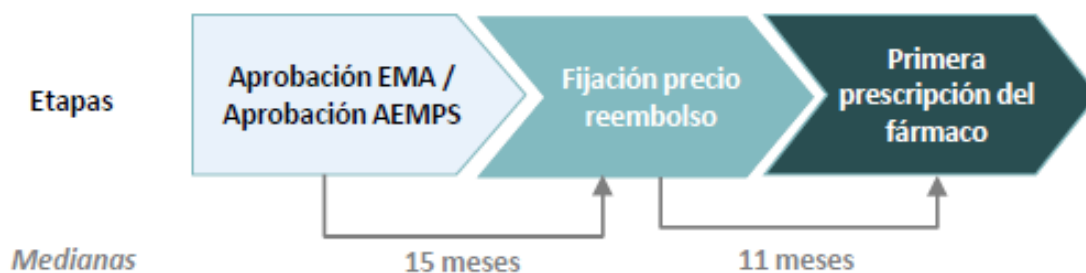 Etapas
Aprobación EMA /
Aprobación AEMPS
Fijación precio
reembolso
Primera
prescripción del
fármaco
Medianas
15 meses
11 meses